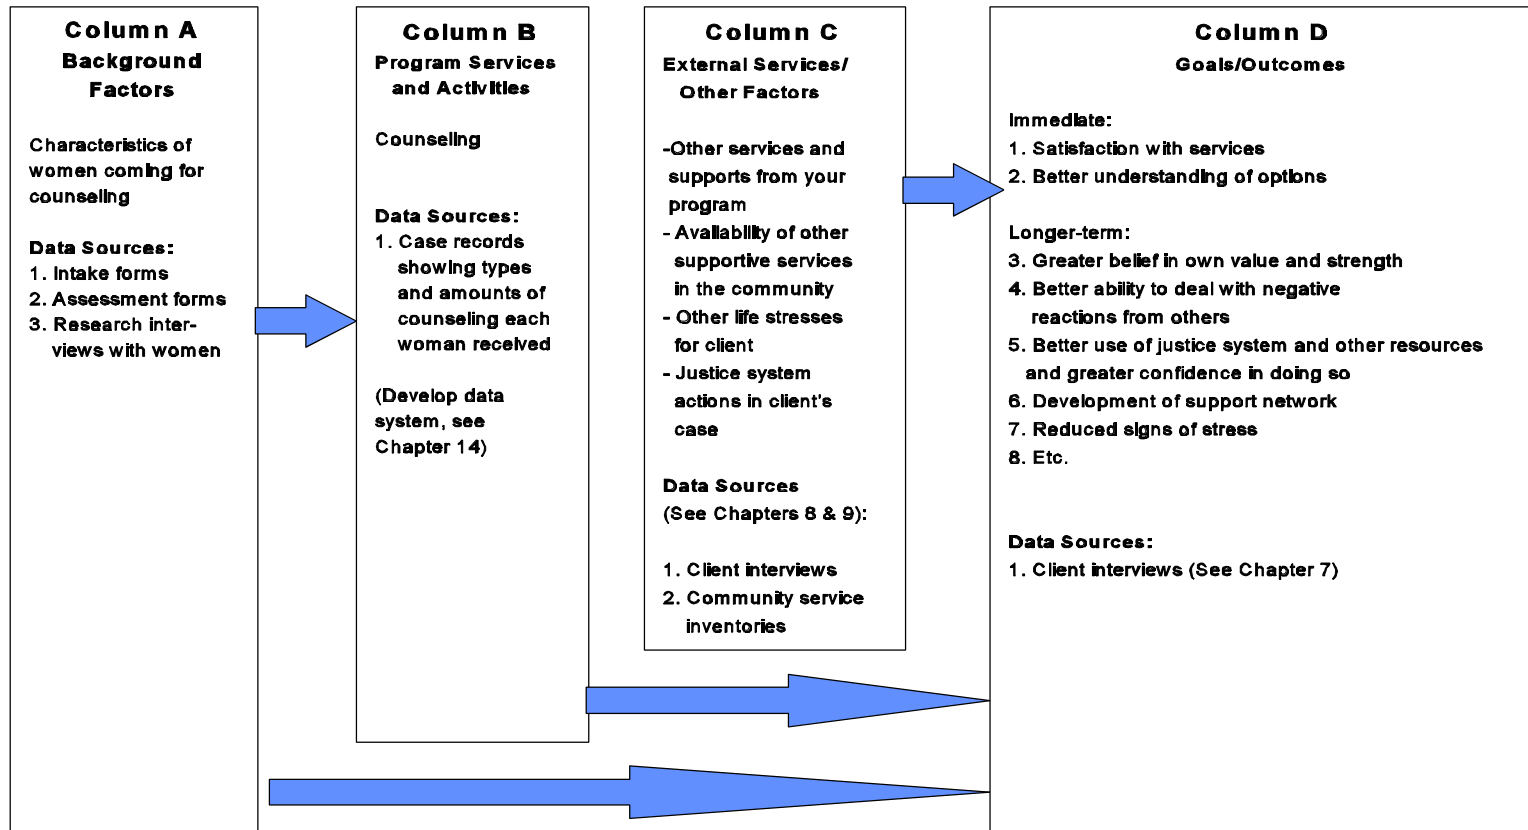 Column A
Background
Factors
Characteristics of
women coming for
counseling
Data Sources:
1. Intake forms
2. Assessment forms
3. Research inter-
views with women
Column B
Program Services
and Activities
Counseling
Data Sources:
1. Case records
showing types
and amounts of
counseling each
woman received
(Develop data
system, see
Chapter 14)
Column C
External Services/
Other Factors
-Other services and
supports from your
program
- Availability of other
supportive services
in the community
- Other life stresses
for client
- Justice system
actions in client's
case
Data Sources
(See Chapters 8 & 9):
1. Client interviews
2. Community service
inventories
Column D
Goals/Outcomes
Immediate:
1. Satisfaction with services
2. Better understanding of options
Longer-term:
3. Greater belief in own value and strength
4. Better ability to deal with negative
reactions from others
5. Better use of justice system and other resources
and greater confidence in doing so
6. Development of support network
7. Reduced signs of stress
8. Etc.
Data Sources:
1. Client interviews (See Chapter 7)